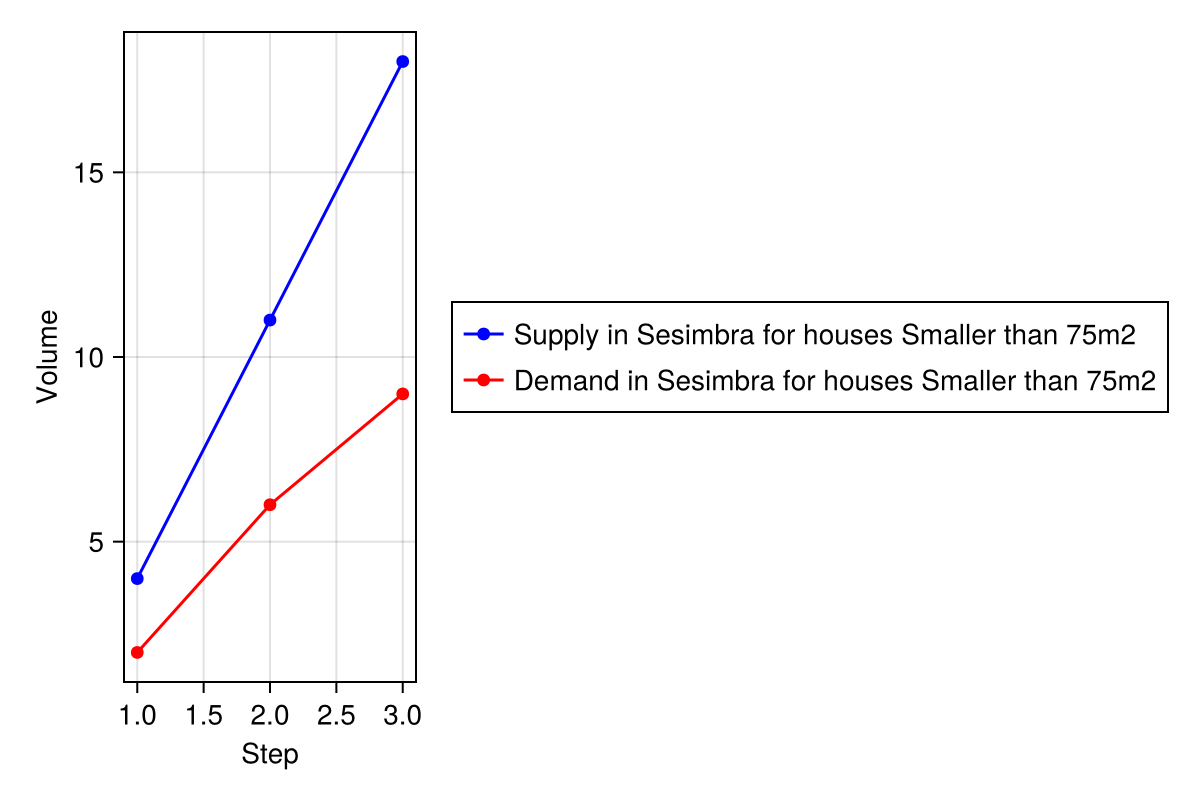 Volume
15
10
5
1.0 1.5 2.0 2.5 3.0
Step
Supply in Sesimbra for houses Smaller than 75m2
Demand in Sesimbra for houses Smaller than 75m2